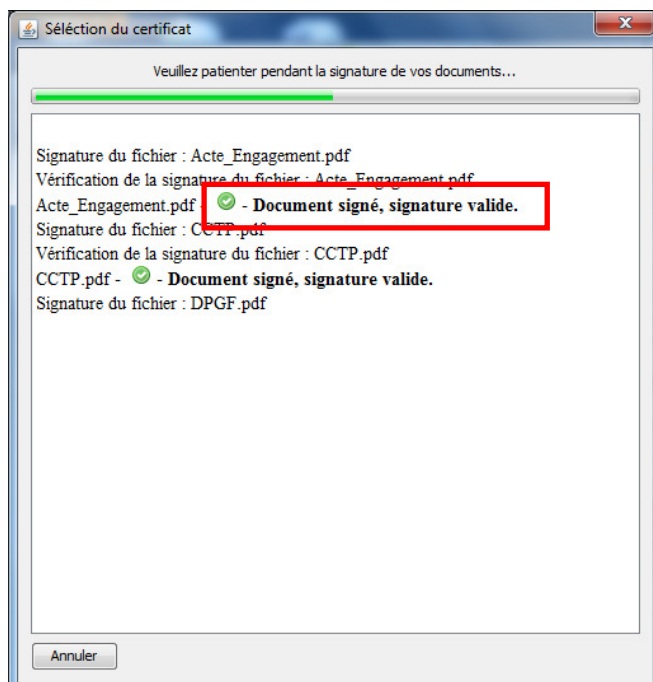 Séléction du certificat
Veuillez patienter pendant la signature de vos documents...
Signature du fichier : Acte_Engagement.pdf
Vérification de la signature du fichier : Acte_Engagement.pdf
Acte_Engagement.pdf - - Document signé, signature valide.
Signature du fichier : CCTP.pdf
Vérification de la signature du fichier : CCTP.pdf
CCTP.pdf - - Document signé, signature valide.
Signature du fichier : DPGF.pdf
Annuler